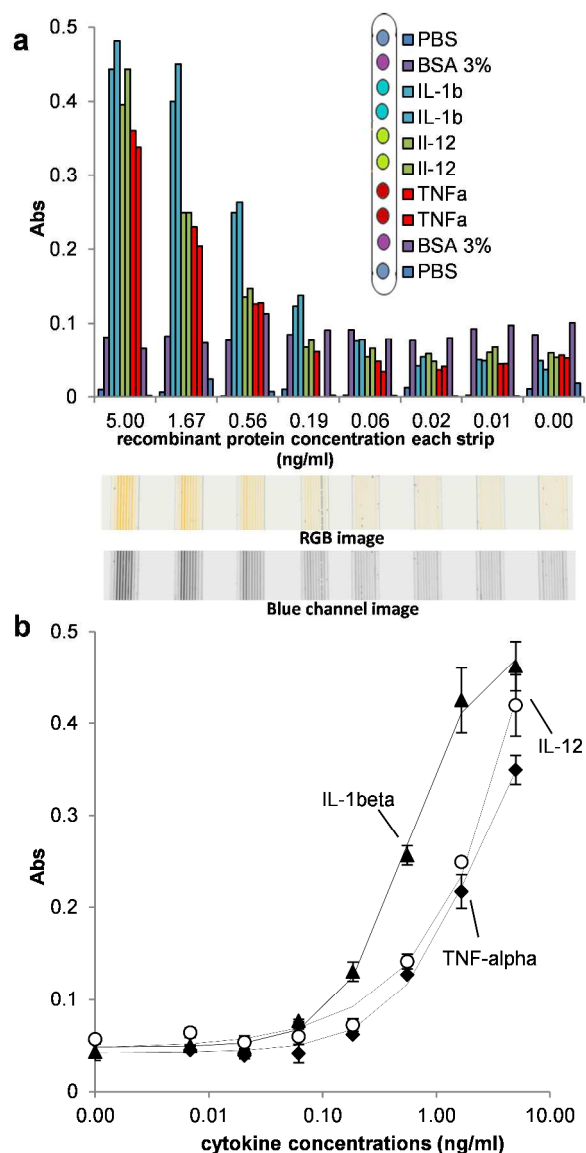 a
0.5
0.4
0.3
0.2
0.1
0
Abs
PBS
BSA 3%
IL-1b
IL-1b
Il-12
Il-12
TNFa
TNFa
BSA 3%
PBS
5.00 1.67 0.56 0.19 0.06 0.02 0.01 0.00
recombinant protein concentration each strip
(ng/ml)
RGB image
Blue channel image
b
0.5
0.4
0.3
0.2
0.1
0
Abs
IL-1beta
IL-12
TNF-alpha
0.00 0.01 0.10 1.00 10.00
cytokine concentrations (ng/ml)